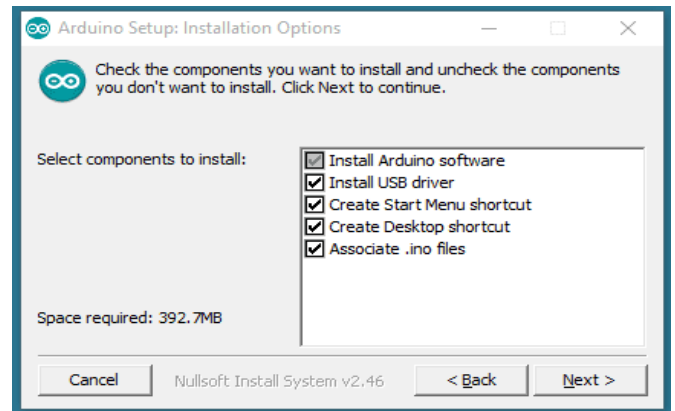 Arduino Setup: Installation Options
Check the components you want to install and uncheck the components
you don't want to install. Click Next to continue.
Select components to install:
Install Arduino software
Install USB driver
Create Start Menu shortcut
Create Desktop shortcut
Associate .ino files
Space required: 392.7MB
Cancel
Nullsoft Install System v2.46
< Back
Next >